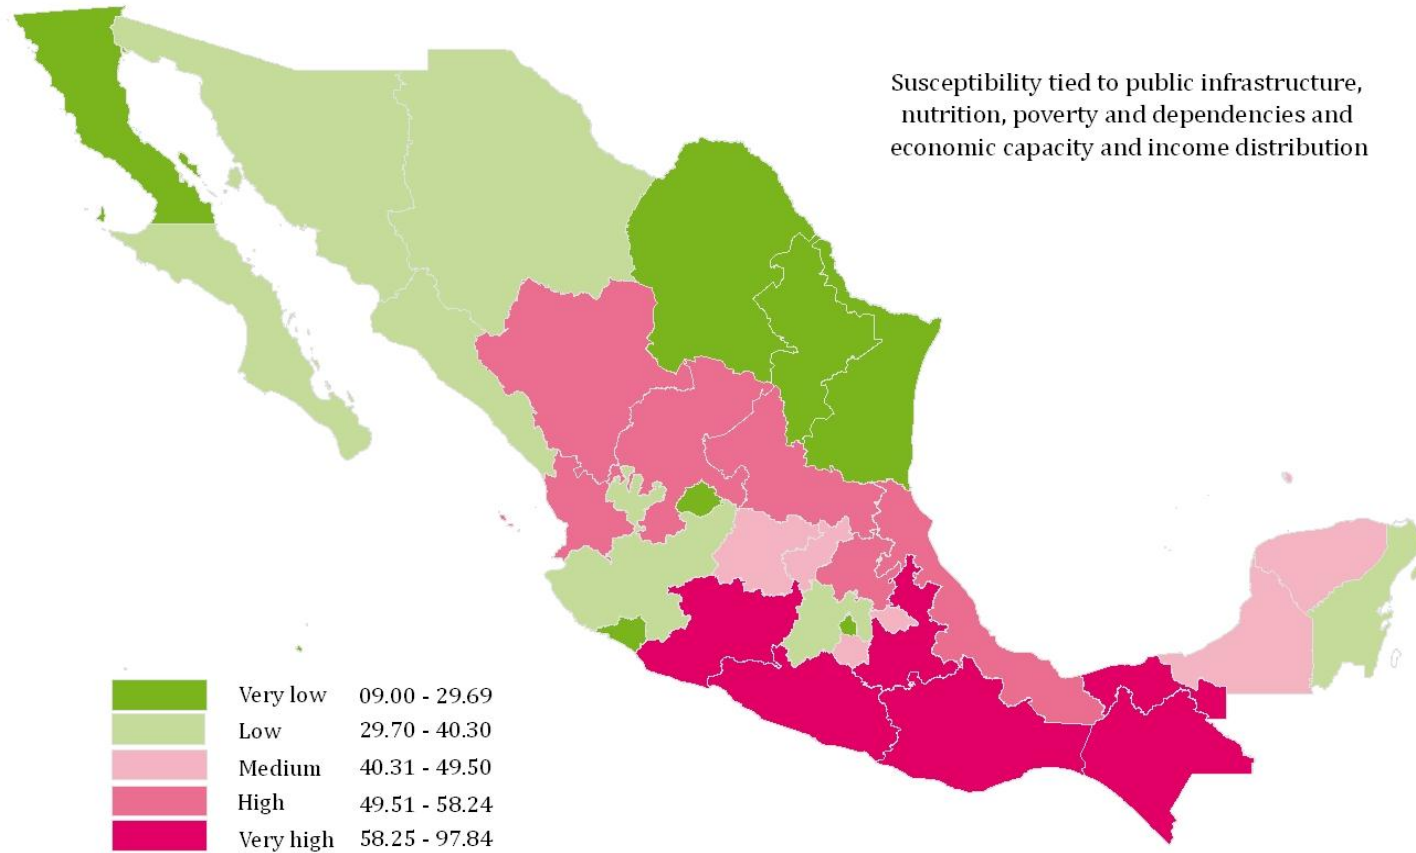 Susceptibility tied to public infrastructure,
nutrition, poverty and dependencies and
economic capacity and income distribution
Very low 09.00 - 29.69
Low 29.70 - 40.30
Medium 40.31 - 49.50
High 49.51 - 58.24
Very high 58.25 - 97.84